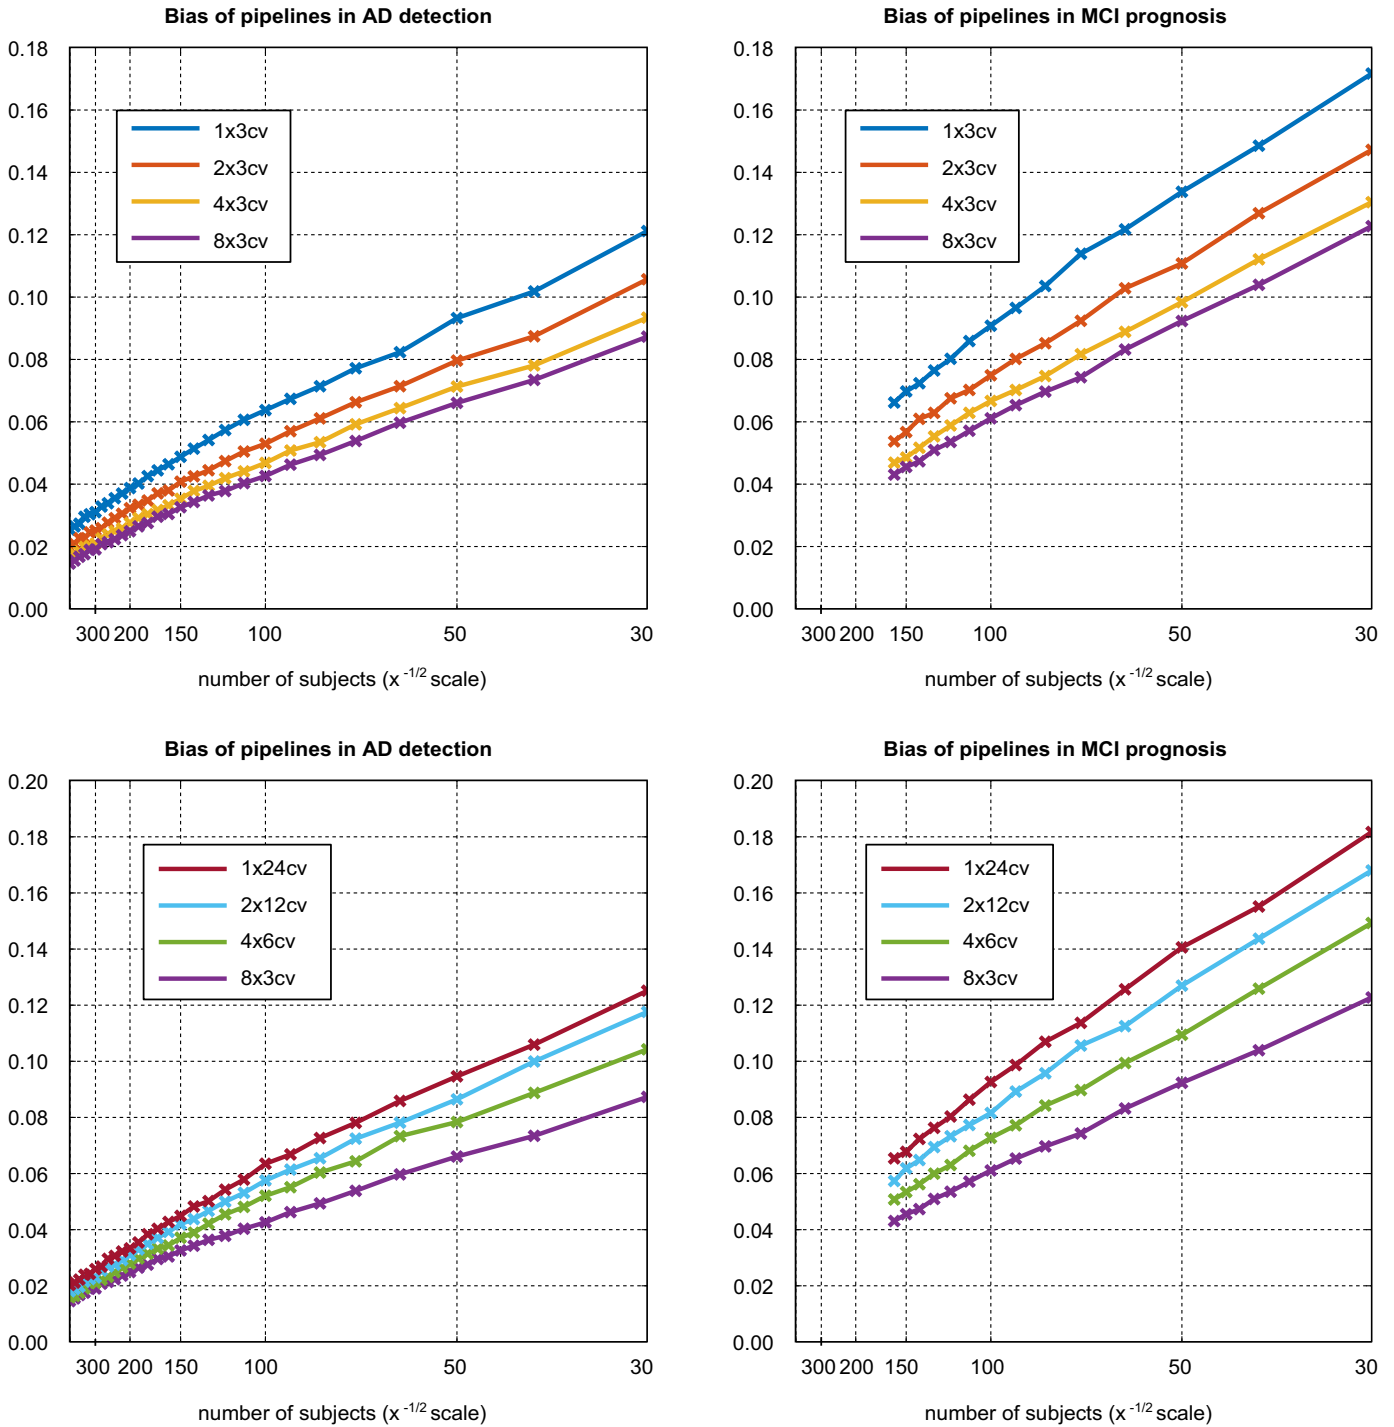 Bias of pipelines in AD detection
0.18
0.16
0.14
0.12
0.10
0.08
0.06
0.04
0.02
0.00
1x3cv
2x3cv
4x3cv
8x3cv
300 200 150 100 50 30
number of subjects (x -1/2 scale)
Bias of pipelines in MCI prognosis
0.18
0.16
0.14
0.12
0.10
0.08
0.06
0.04
0.02
0.00
1x3cv
2x3cv
4x3cv
8x3cv
300 200 150 100 50 30
number of subjects (x -1/2 scale)
Bias of pipelines in AD detection
0.20
0.18
0.16
0.14
0.12
0.10
0.08
0.06
0.04
0.02
0.00
1x24cv
2x12cv
4x6cv
8x3cv
300 200 150 100 50 30
number of subjects (x -1/2 scale)
Bias of pipelines in MCI prognosis
0.20
0.18
0.16
0.14
0.12
0.10
0.08
0.06
0.04
0.02
0.00
1x24cv
2x12cv
4x6cv
8x3cv
300 200 150 100 50 30
number of subjects (x -1/2 scale)